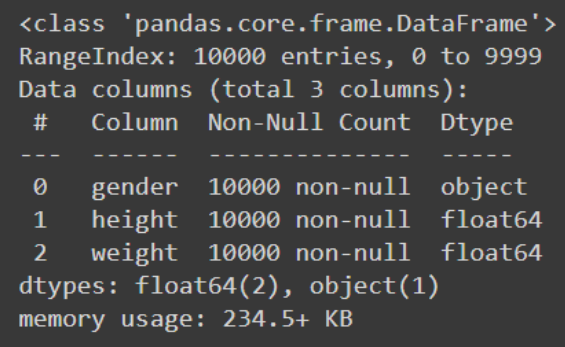 <class 'pandas.core.frame.DataFrame'>
RangeIndex: 10000 entries, 0 to 9999
Data columns (total 3 columns):
 #   Column  Non-Null Count  Dtype
---  ------  --------------  -----
 0   gender  10000 non-null  object
 1   height  10000 non-null  float64
 2   weight  10000 non-null  float64
dtypes: float64(2), object(1)
memory usage: 234.5+ KB